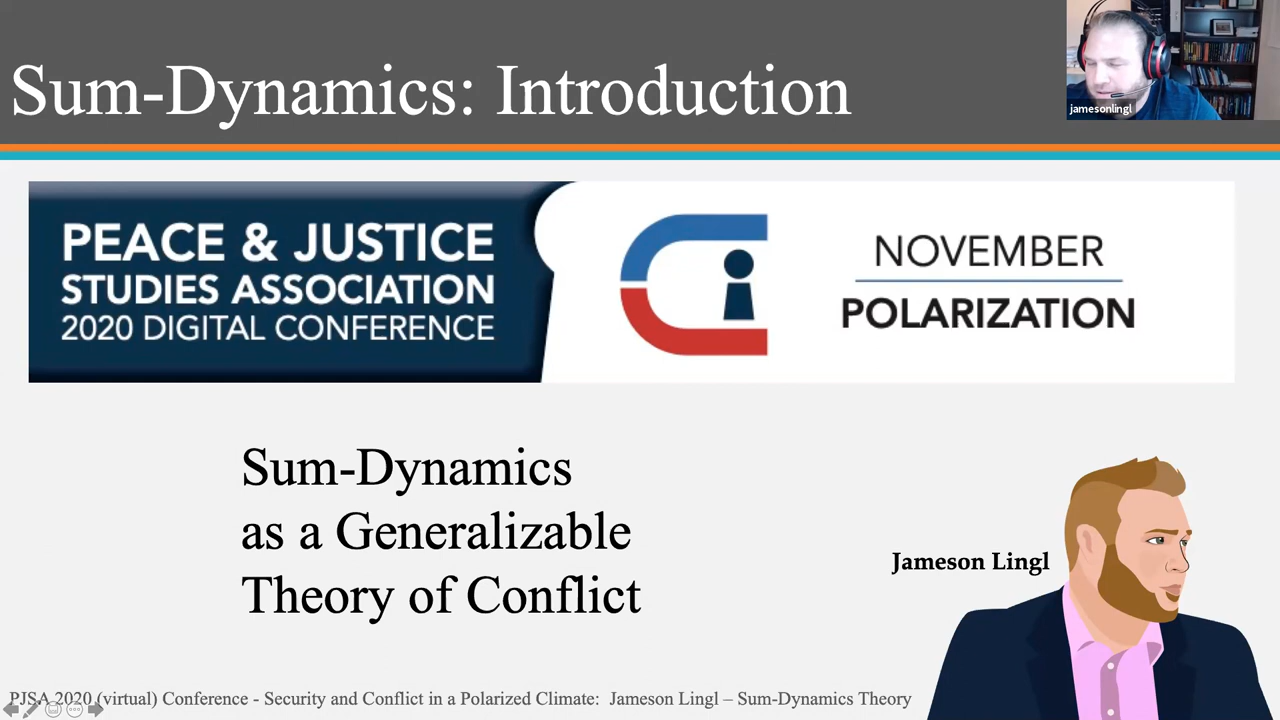 Sum-Dynamics: Introduction
jamesonlingl
PEACE & JUSTICE
STUDIES ASSOCIATION
2020 DIGITAL CONFERENCE
NOVEMBER
POLARIZATION
Sum-Dynamics
as a Generalizable
Theory of Conflict
Jameson Lingl
PJSA 2020 (virtual) Conference - Security and Conflict in a Polarized Climate: Jameson Lingl – Sum-Dynamics Theory